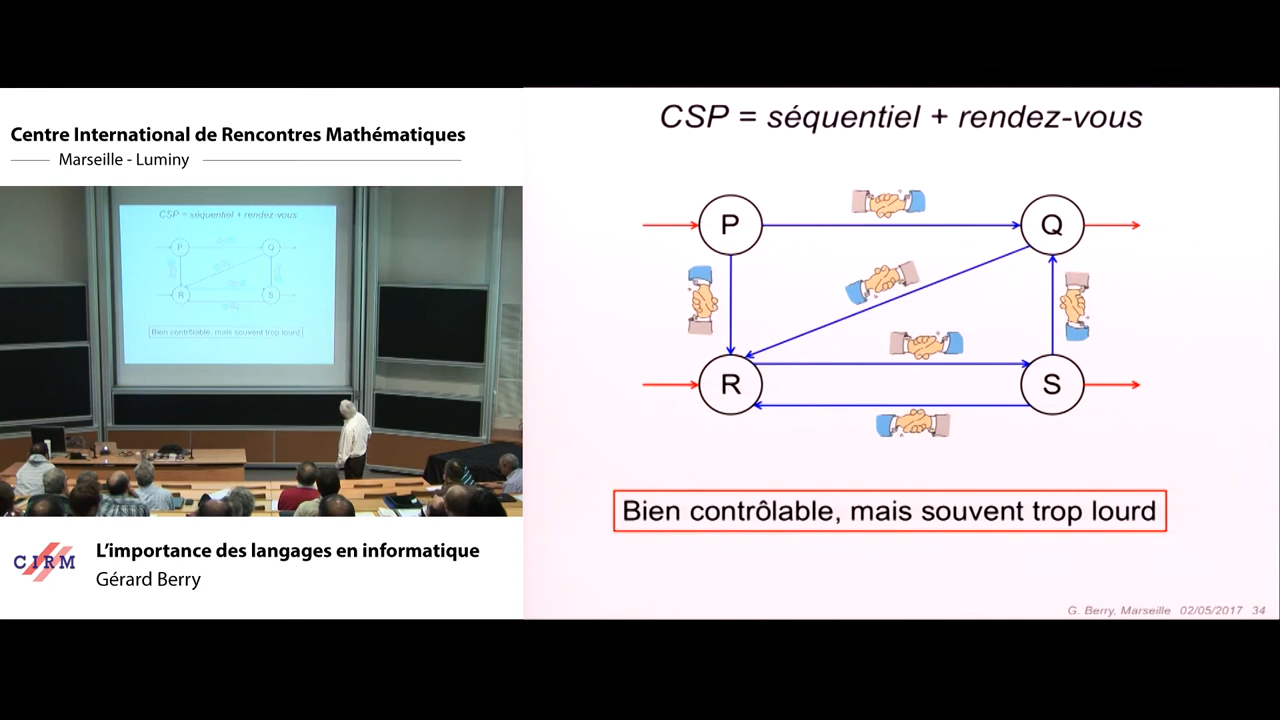 Centre International de Rencontres Mathématiques
Marseille - Luminy
CSP = séquentiel + rendez-vous
P Q
R S
Bien contrôlable, mais souvent trop lourd
CSP = séquentiel + rendez-vous
P Q
R S
Bien contrôlable, mais souvent trop lourd
CIRM
L'importance des langages en informatique
Gérard Berry
G. Berry, Marseille 02/05/2017 34